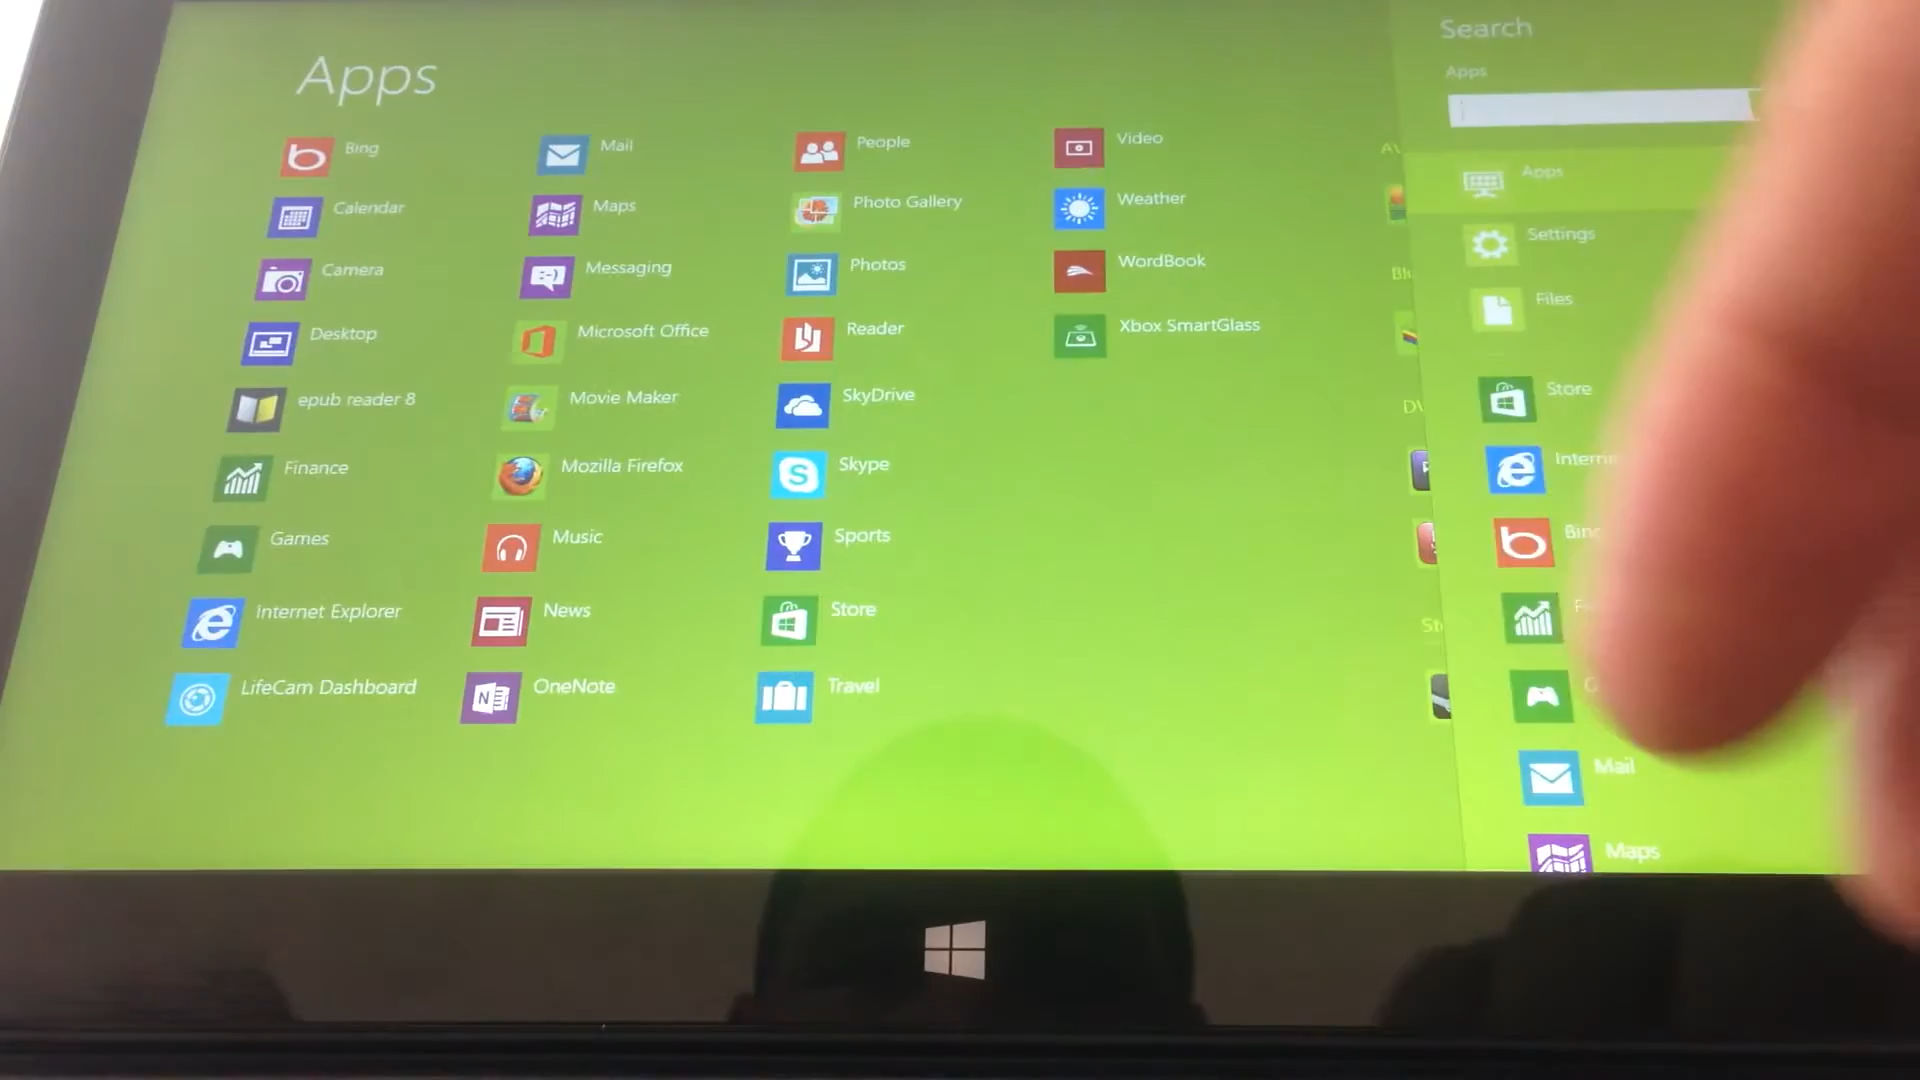 Apps
Bing
Calendar
Camera
Desktop
epub reader 8
Finance
Games
Internet Explorer
LifeCam Dashboard
Mail
Maps
Messaging
Microsoft Office
Movie Maker
Mozilla Firefox
Music
News
OneNote
People
Photo Gallery
Photos
Reader
SkyDrive
Skype
Sports
Store
Travel
Video
Weather
WordBook
Xbox SmartGlass
Search
Apps
Apps
Settings
Files
Store
Mail
Maps